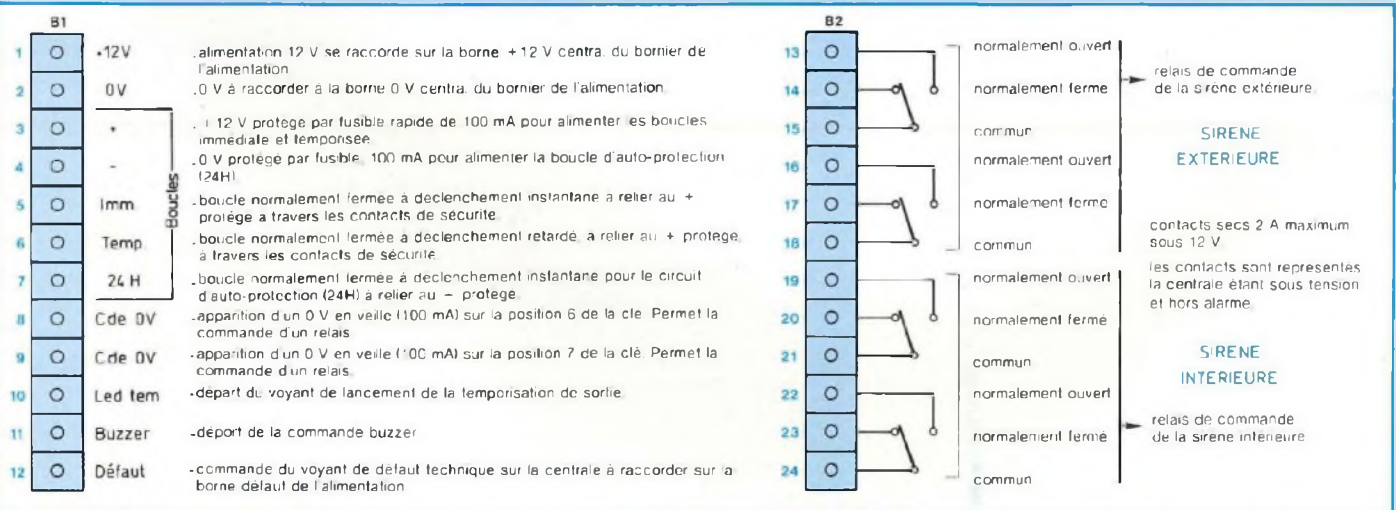 B1
1 +12V .alimentation 12 V se raccorde sur la borne + 12 V centra. du bornier de
l'alimentation
2 0V .0 V à raccorder à la borne 0 V centra. du bornier de l'alimentation
3 + . + 12 V protégé par fusible rapide de 100 mA pour alimenter les boucles
immédiate et temporisée
4 - .0 V protégé par fusible 100 mA pour alimenter la boucle d'auto-protection
(24H)
Boucles
5 Imm .boucle normalement fermée à déclenchement instantané à relier au +
protégé à travers les contacts de sécurité
6 Temp .boucle normalement fermée à déclenchement retardé à relier au + protégé
à travers les contacts de sécurité
7 24 H .boucle normalement fermée à déclenchement instantané pour le circuit
d'auto-protection (24H) à relier au - protégé
8 Cde 0V -apparition d'un 0 V en veille (100 mA) sur la position 6 de la clé. Permet la
commande d'un relais
9 Cde 0V -apparition d'un 0 V en veille (100 mA) sur la position 7 de la clé. Permet la
commande d'un relais
10 Led tem -départ du voyant de lancement de la temporisation de sortie
11 Buzzer -départ de la commande buzzer
12 Défaut -commande du voyant de défaut technique sur la centrale à raccorder sur la
borne défaut de l'alimentation
B2
13 normalement ouvert
14 normalement fermé
15 commun
16 normalement ouvert
17 normalement fermé
18 commun
19 normalement ouvert
20 normalement fermé
21 commun
22 normalement ouvert
23 normalement fermé
24 commun
relais de commande
de la sirène extérieure
SIRENE
EXTERIEURE
contacts secs 2 A maximum
sous 12 V
les contacts sont représentés
la centrale étant sous tension
et hors alarme
SIRENE
INTERIEURE
relais de commande
de la sirène intérieure